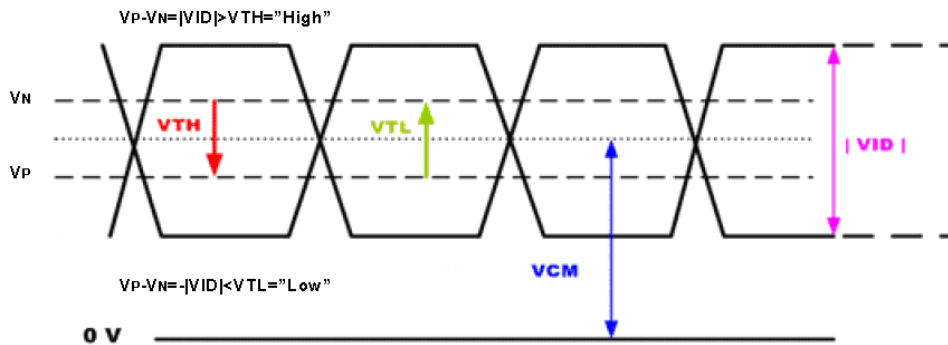 VP-VN=|VID|>VTH="High"
VN
VTH
VTL
| VID |
VP
VCM
VP-VN=-|VID|<VTL="Low"
0 V